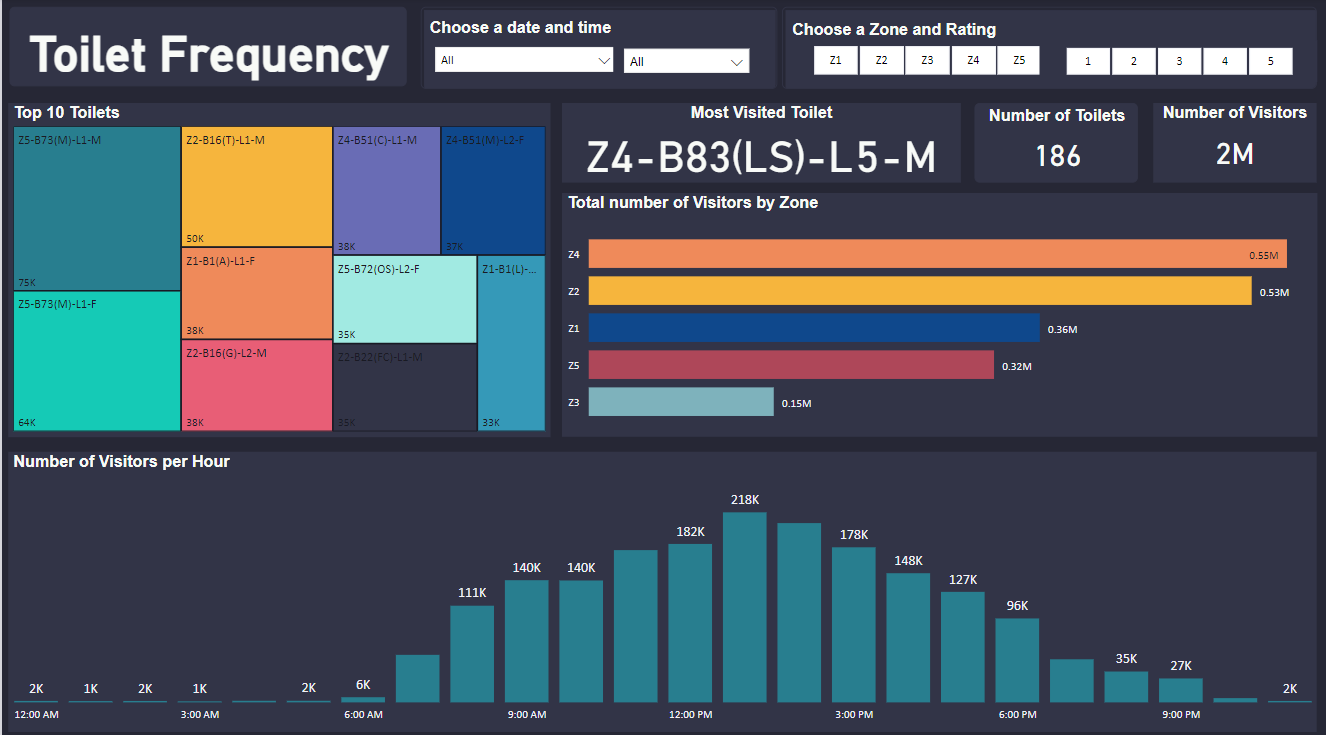 Toilet Frequency
Choose a date and time
All
All
Choose a Zone and Rating
Z1 Z2 Z3 Z4 Z5
1 2 3 4 5
Top 10 Toilets
Z5-B73(M)-L1-M
75K
Z5-B73(M)-L1-F
64K
Z2-B16(T)-L1-M
50K
Z1-B1(A)-L1-F
38K
Z2-B16(G)-L2-M
38K
Z4-B51(C)-L1-M
38K
Z4-B51(M)-L2-F
37K
Z5-B72(OS)-L2-F
35K
Z2-B22(FC)-L1-M
35K
Z1-B1(L)-...
33K
Most Visited Toilet
Z4-B83(LS)-L5-M
Number of Toilets
186
Number of Visitors
2M
Total number of Visitors by Zone
Z4 0.55M
Z2 0.53M
Z1 0.36M
Z5 0.32M
Z3 0.15M
Number of Visitors per Hour
2K 1K 2K 1K 2K 6K 111K 140K 140K 182K 218K 178K 148K 127K 96K 35K 27K 2K
12:00 AM 3:00 AM 6:00 AM 9:00 AM 12:00 PM 3:00 PM 6:00 PM 9:00 PM